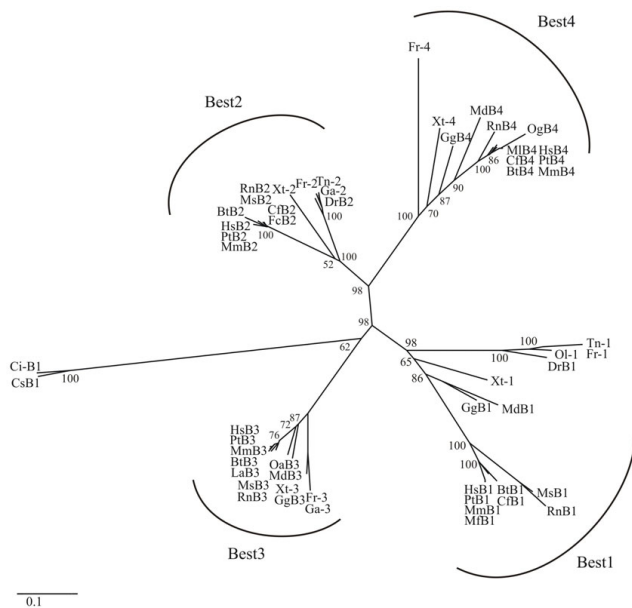 Best4
Fr-4
Best2
MdB4
Xt-4
RnB4
OgB4
GgB4
86
MlB4 HsB4
CfB4 PtB4
BtB4 MmB4
100
90
87
70
100
Fr-2 Tn-2
RnB2 Xt-2 Ga-2
MsB2 DrB2
CfB2
BtB2 FcB2 100
HsB2 100
PtB2
MmB2
100
52
98
98
62
98
100
Tn-1
Ol-1 Fr-1
100
DrB1
65
Xt-1
86
GgB1 MdB1
Ci-B1
CsB1 100
87
72
76
HsB3
PtB3
MmB3
BtB3 OaB3
LaB3 MdB3
MsB3 Xt-3
RnB3 GgB3 Fr-3
Ga-3
100
100
HsB1 BtB1 MsB1
PtB1 CfB1
MmB1
MfB1
RnB1
Best3
Best1
0.1